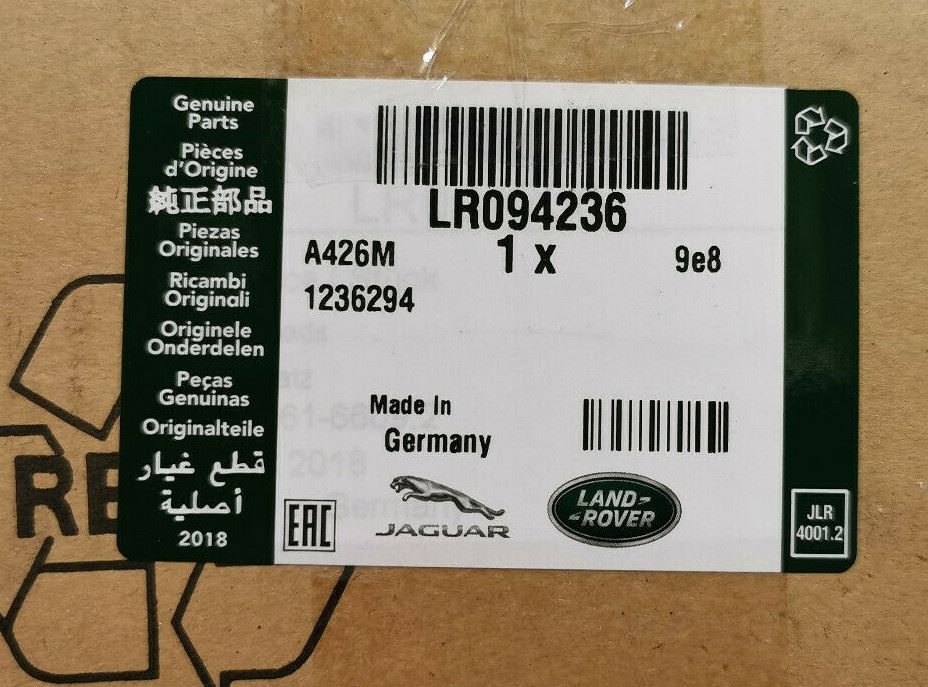 Genuine
Parts
Pièces
d'Origine
純正部品
Piezas
Originales
Ricambi
Originali
Originele
Onderdelen
Peças
Genuinas
Originalteile
قطع غيار
أصلية
2018
LR094236
A426M
1 x
9e8
1236294
Made In
Germany
EAC
JAGUAR
LAND-
-ROVER
JLR
4001.2
RE